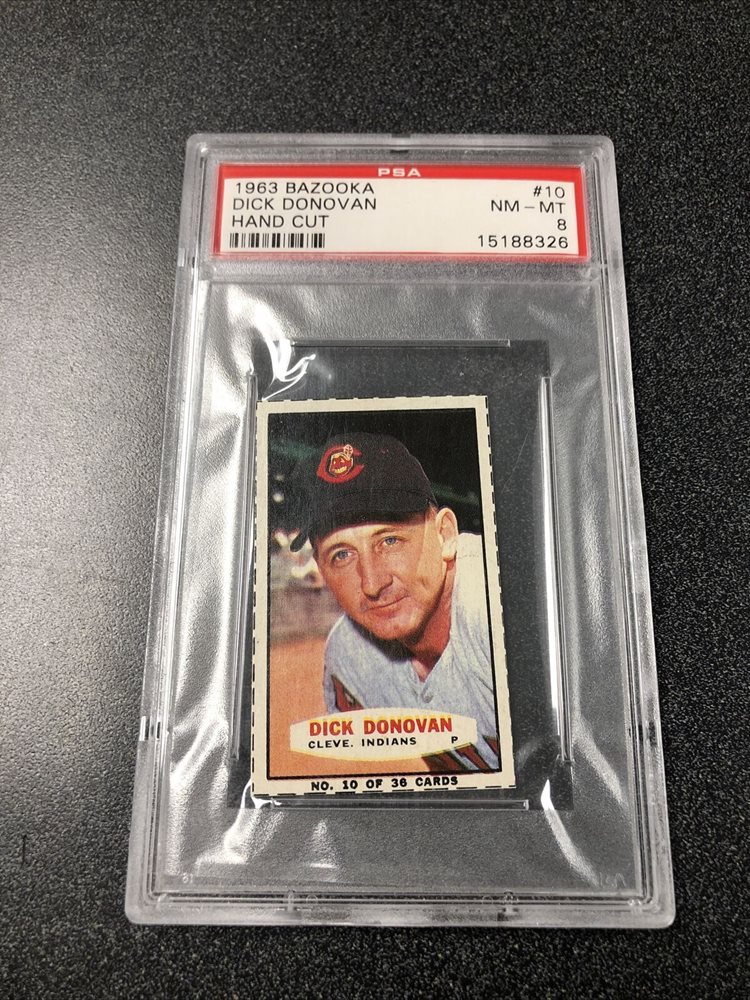 PSA
1963 BAZOOKA #10
DICK DONOVAN NM-MT
HAND CUT 8
15188326
C
DICK DONOVAN
CLEVE. INDIANS P
NO. 10 OF 36 CARDS